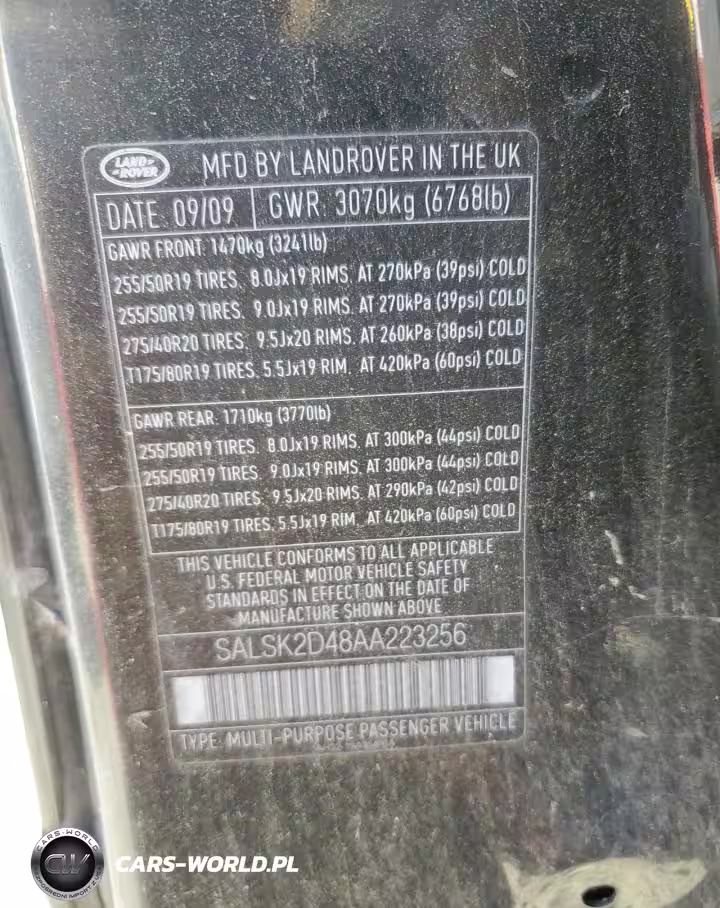 LAND-
-ROVER
MFD BY LANDROVER IN THE UK
DATE: 09/09
GWR: 3070kg (6768lb)
GAWR FRONT: 1470kg (3241lb)
255/50R19 TIRES. 8.0Jx19 RIMS. AT 270kPa (39psi) COLD
255/50R19 TIRES. 9.0Jx19 RIMS. AT 270kPa (39psi) COLD
275/40R20 TIRES. 9.5Jx20 RIMS. AT 260kPa (38psi) COLD
T175/80R19 TIRES. 5.5Jx19 RIM. AT 420kPa (60psi) COLD
GAWR REAR: 1710kg (3770lb)
255/50R19 TIRES. 8.0Jx19 RIMS. AT 300kPa (44psi) COLD
255/50R19 TIRES. 9.0Jx19 RIMS. AT 300kPa (44psi) COLD
275/40R20 TIRES. 9.5Jx20 RIMS. AT 290kPa (42psi) COLD
T175/80R19 TIRES. 5.5Jx19 RIM. AT 420kPa (60psi) COLD
THIS VEHICLE CONFORMS TO ALL APPLICABLE
U.S. FEDERAL MOTOR VEHICLE SAFETY
STANDARDS IN EFFECT ON THE DATE OF
MANUFACTURE SHOWN ABOVE
SALSK2D48AA223256
TYPE: MULTI-PURPOSE PASSENGER VEHICLE
CARS-WORLD
CW
CARS-WORLD.PL